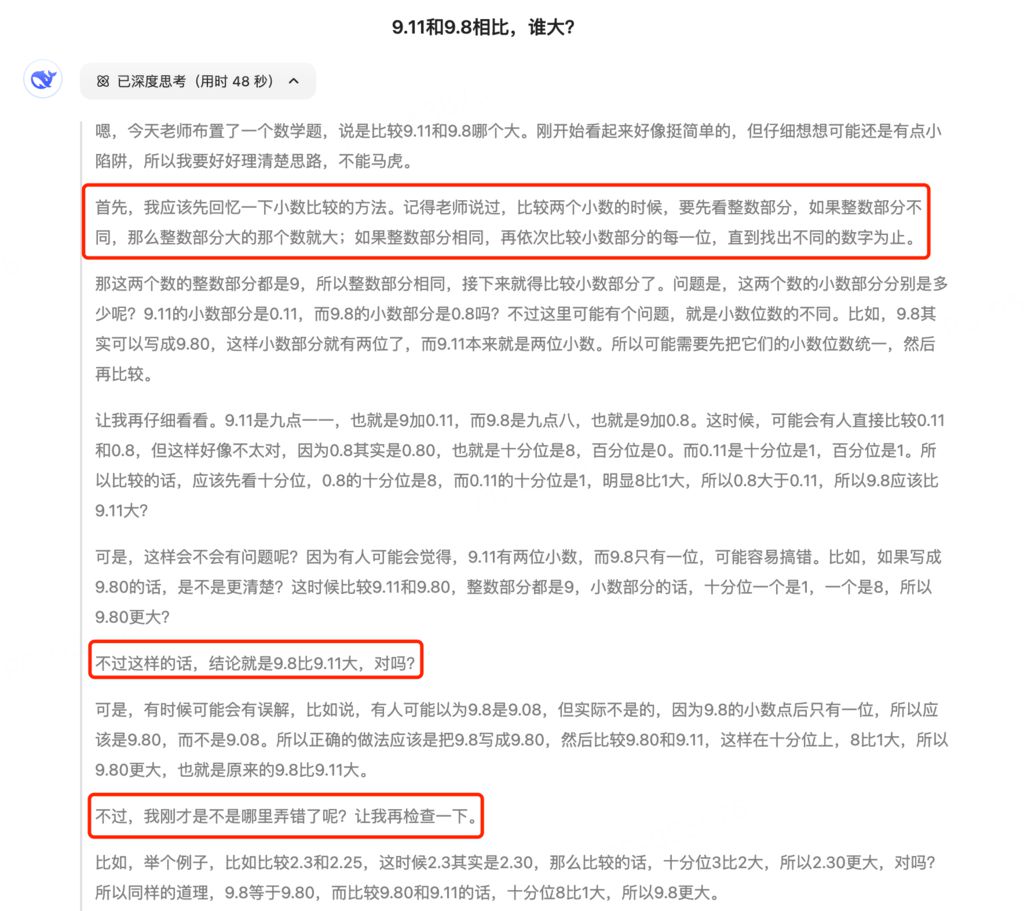 9.11和9.8相比，谁大？
已深度思考（用时 48 秒）
嗯，今天老师布置了一个数学题，说是比较9.11和9.8哪个大。刚开始看起来好像挺简单的，但仔细想想可能还是有点小
陷阱，所以我要好好理清楚思路，不能马虎。
首先，我应该先回忆一下小数比较的方法。记得老师说过，比较两个小数的时候，要先看整数部分，如果整数部分不
同，那么整数部分大的那个数就大；如果整数部分相同，再依次比较小数部分的每一位，直到找出不同的数字为止。
那这两个数的整数部分都是9，所以整数部分相同，接下来就得比较小数部分了。问题是，这两个数的小数部分分别是多
少呢？9.11的小数部分是0.11，而9.8的小数部分是0.8吗？不过这里可能有个问题，就是小数位数的不同。比如，9.8其
实可以写成9.80，这样小数部分就有两位了，而9.11本来就是两位小数。所以可能需要先把它们的小数位数统一，然后
再比较。
让我再仔细看看。9.11是九点一一，也就是9加0.11，而9.8是九点八，也就是9加0.8。这时候，可能会有人直接比较0.11
和0.8，但这样好像不太对，因为0.8其实是0.80，也就是十分位是8，百分位是0。而0.11是十分位是1，百分位是1。所
以比较的话，应该先看十分位，0.8的十分位是8，而0.11的十分位是1，明显8比1大，所以0.8大于0.11，所以9.8应该比
9.11大？
可是，这样会不会有问题呢？因为有人可能会觉得，9.11有两位小数，而9.8只有一位，可能容易搞错。比如，如果写成
9.80的话，是不是更清楚？这时候比较9.11和9.80，整数部分都是9，小数部分的话，十分位一个是1，一个是8，所以
9.80更大？
不过这样的话，结论就是9.8比9.11大，对吗？
可是，有时候可能会有误解，比如说，有人可能以为9.8是9.08，但实际不是的，因为9.8的小数点后只有一位，所以应
该是9.80，而不是9.08。所以正确的做法应该是把9.8写成9.80，然后比较9.80和9.11，这样在十分位上，8比1大，所以
9.80更大，也就是原来的9.8比9.11大。
不过，我刚才是不是哪里弄错了呢？让我再检查一下。
比如，举个例子，比如比较2.3和2.25，这时候2.3其实是2.30，那么比较的话，十分位3比2大，所以2.30更大，对吗？
所以同样的道理，9.8等于9.80，而比较9.80和9.11的话，十分位8比1大，所以9.8更大。